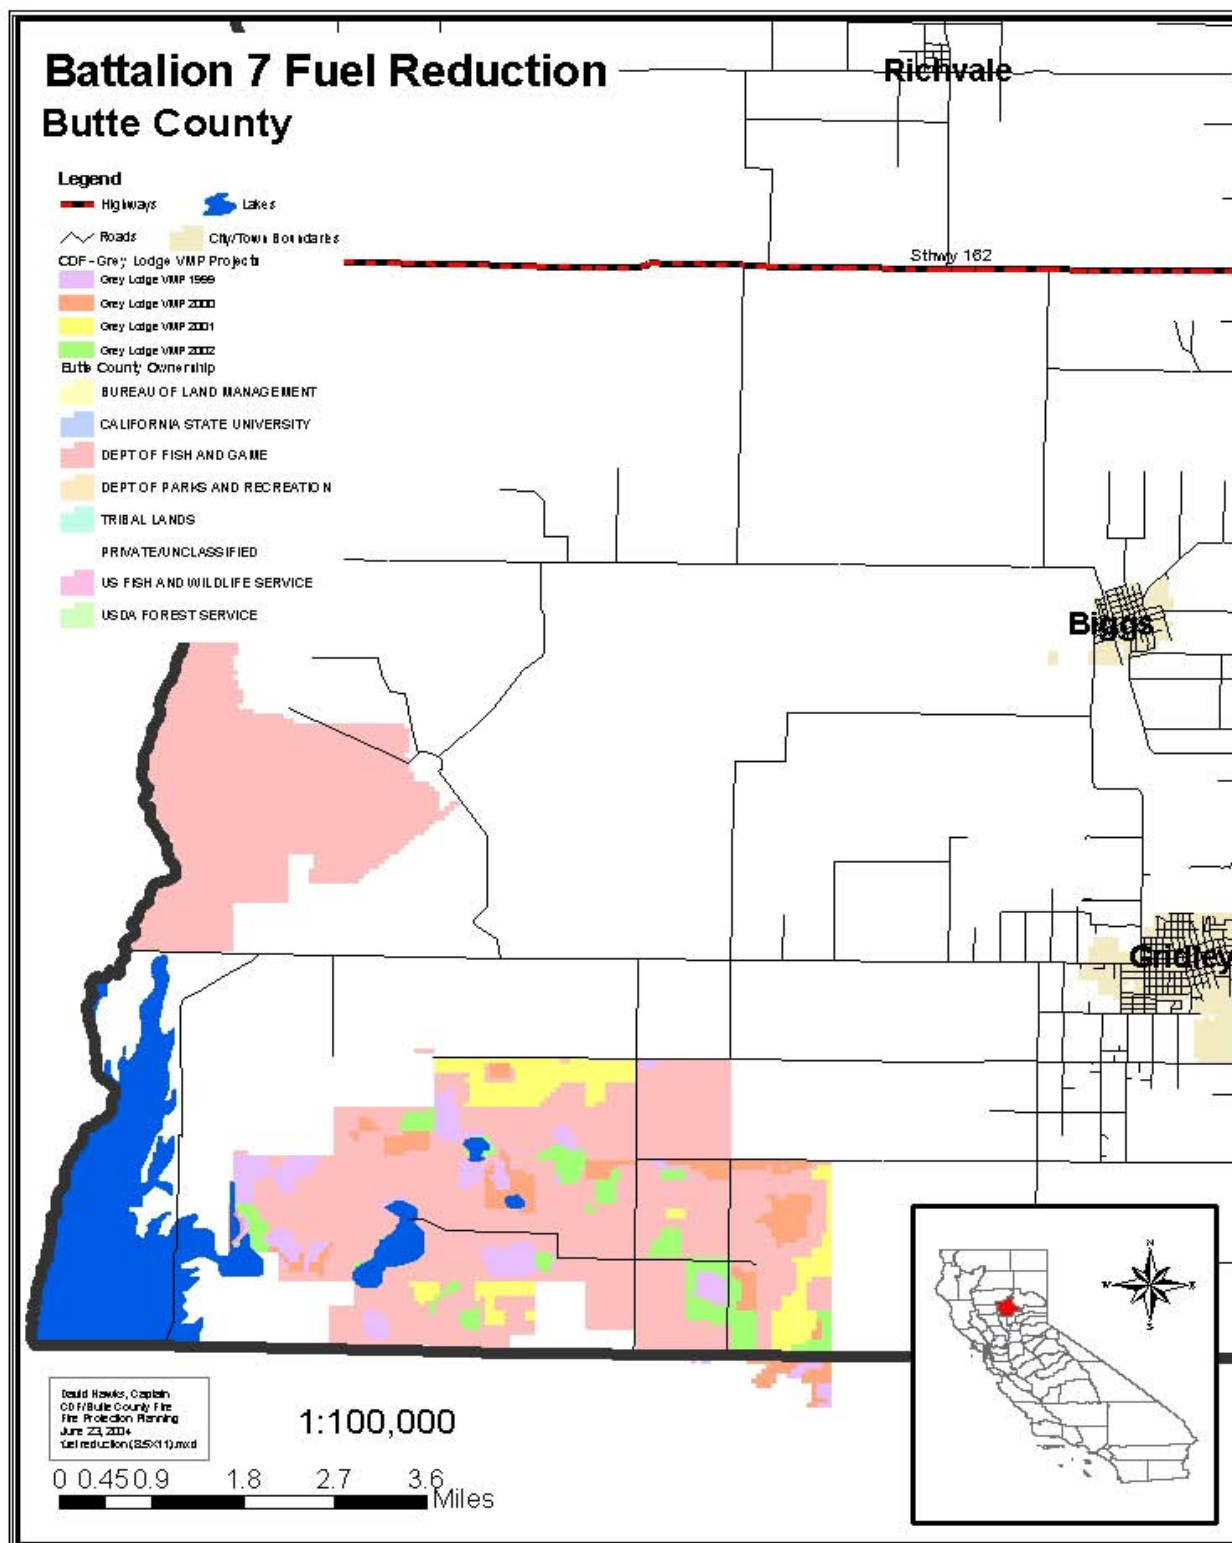 Battalion 7 Fuel Reduction
Butte County
Richvale
Legend
Highways
Lakes
Roads
City/Town Boundaries
CDF - Grey Lodge VMP Projects
Grey Lodge VMP 1999
Grey Lodge VMP 2000
Grey Lodge VMP 2001
Grey Lodge VMP 2002
Butte County Ownership
BUREAU OF LAND MANAGEMENT
CALIFORNIA STATE UNIVERSITY
DEPT OF FISH AND GAME
DEPT OF PARKS AND RECREATION
TRIBAL LANDS
PRIVATE/UNCLASSIFIED
US FISH AND WILDLIFE SERVICE
USDA FOREST SERVICE
Sthwy 162
Biggs
Gridley
N
W
E
S
David Hawks, Captain
CDF/Butte County Fire
Fire Protection Planning
June 23, 2004
fuel reduction (8.5X11).mxd
1:100,000
0 0.45 0.9 1.8 2.7 3.6
Miles